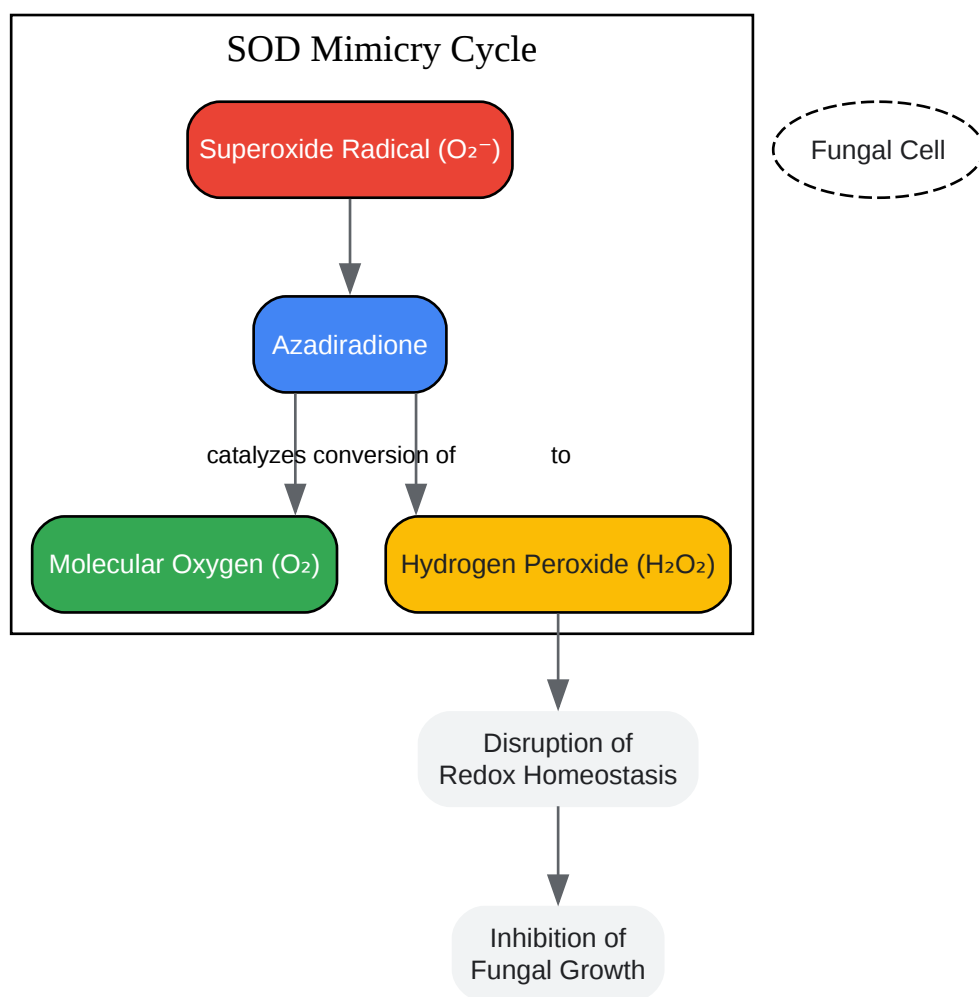 SOD Mimicry Cycle
Superoxide Radical (O₂⁻)
Fungal Cell
Azadiradione
catalyzes conversion of
to
Molecular Oxygen (O₂)
Hydrogen Peroxide (H₂O₂)
Disruption of
Redox Homeostasis
Inhibition of
Fungal Growth